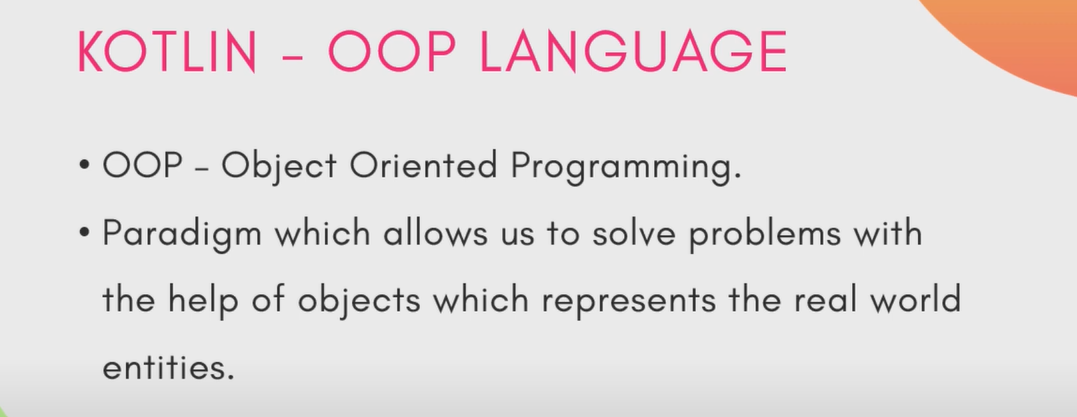 KOTLIN – OOP LANGUAGE
• OOP – Object Oriented Programming.
• Paradigm which allows us to solve problems with
the help of objects which represents the real world
entities.